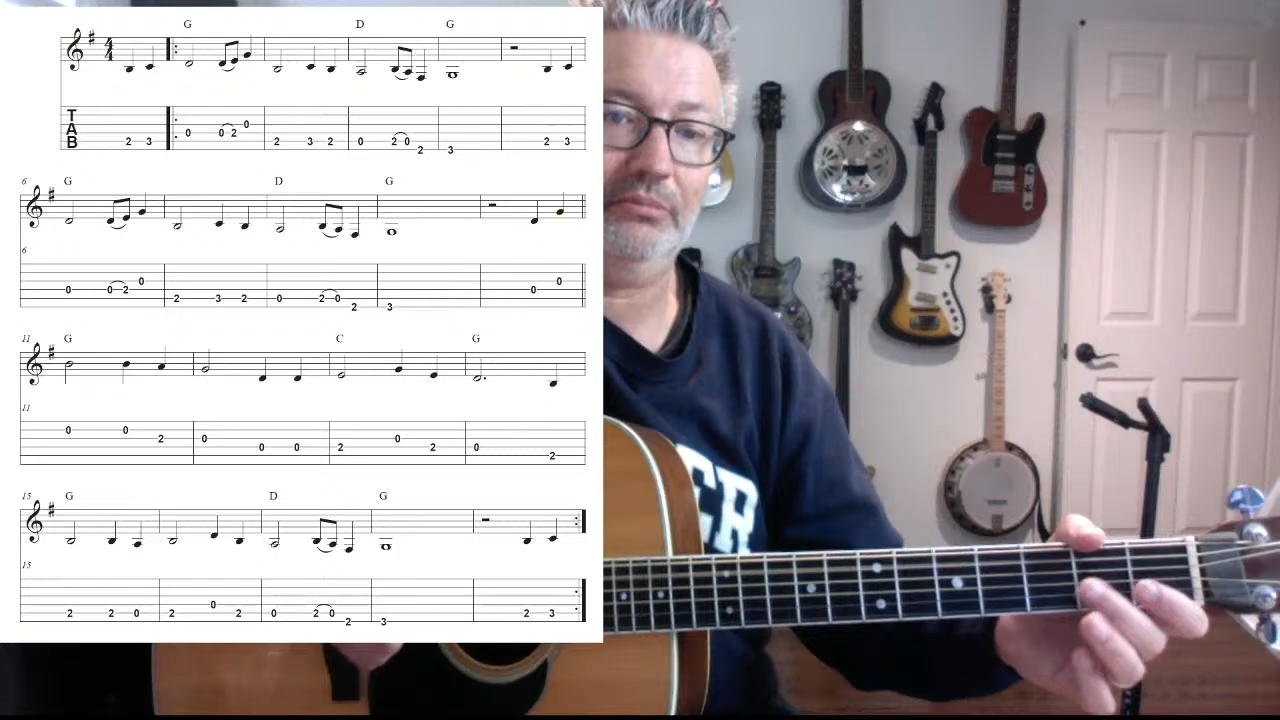 G D G
4
4
T
A 0 0 2 0
B 2 3 2 3 2 0 2 0 2 3 2 3
6 G D G
6
0 0 2 0 2 3 2 0 2 0 2 3 0 0
11 G C G
11
0 0 2 0 0 0 2 0 2 0 2
15 G D G
15
2 2 0 2 0 2 0 2 0 2 3 2 3
ER